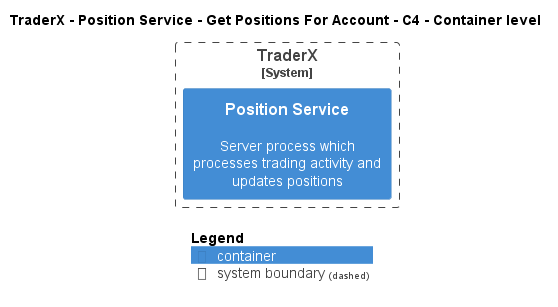 TraderX - Position Service - Get Positions For Account - C4 - Container level
TraderX
[System]
Position Service
Server process which
processes trading activity and
updates positions
Legend
container
system boundary (dashed)